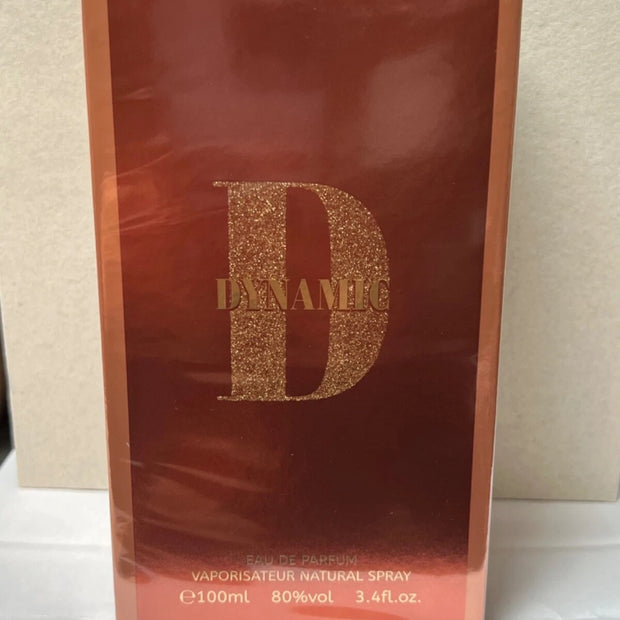 D
DYNAMIC
EAU DE PARFUM
VAPORISATEUR NATURAL SPRAY
℮100ml 80%vol 3.4fl.oz.